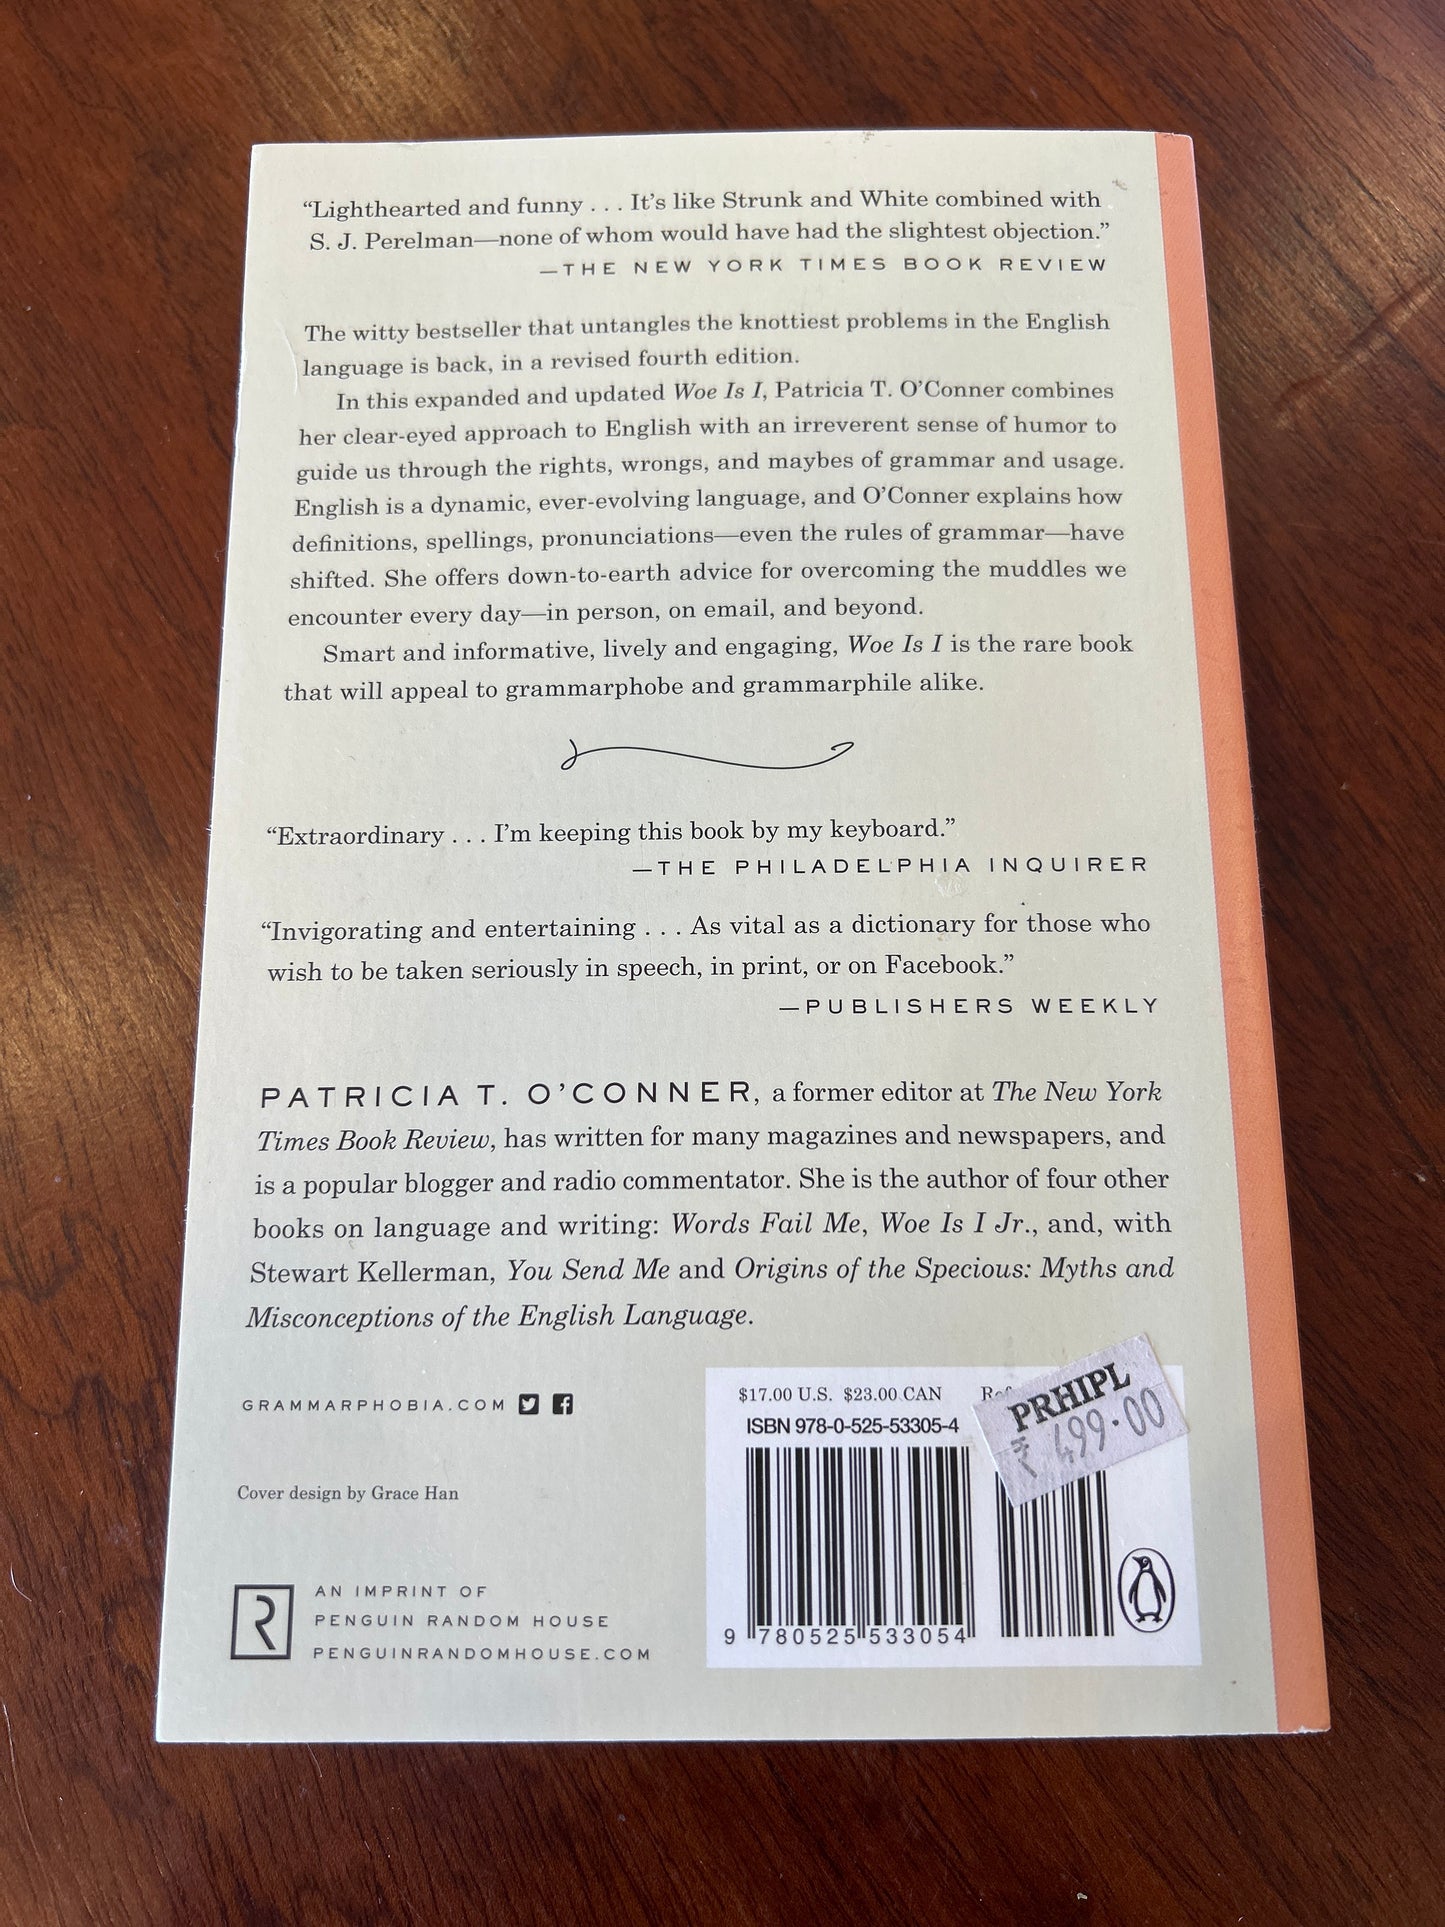 “Lighthearted and funny . . . It’s like Strunk and White combined with
S. J. Perelman—none of whom would have had the slightest objection.”
—THE NEW YORK TIMES BOOK REVIEW
The witty bestseller that untangles the knottiest problems in the English
language is back, in a revised fourth edition.
In this expanded and updated Woe Is I, Patricia T. O’Conner combines
her clear-eyed approach to English with an irreverent sense of humor to
guide us through the rights, wrongs, and maybes of grammar and usage.
English is a dynamic, ever-evolving language, and O’Conner explains how
definitions, spellings, pronunciations—even the rules of grammar—have
shifted. She offers down-to-earth advice for overcoming the muddles we
encounter every day—in person, on email, and beyond.
Smart and informative, lively and engaging, Woe Is I is the rare book
that will appeal to grammarphobe and grammarphile alike.
“Extraordinary . . . I’m keeping this book by my keyboard.”
—THE PHILADELPHIA INQUIRER
“Invigorating and entertaining . . . As vital as a dictionary for those who
wish to be taken seriously in speech, in print, or on Facebook.”
—PUBLISHERS WEEKLY
PATRICIA T. O’CONNER, a former editor at The New York
Times Book Review, has written for many magazines and newspapers, and
is a popular blogger and radio commentator. She is the author of four other
books on language and writing: Words Fail Me, Woe Is I Jr., and, with
Stewart Kellerman, You Send Me and Origins of the Specious: Myths and
Misconceptions of the English Language.
GRAMMARPHOBIA.COM
Cover design by Grace Han
AN IMPRINT OF
PENGUIN RANDOM HOUSE
PENGUINRANDOMHOUSE.COM
$17.00 U.S. $23.00 CAN
ISBN 978-0-525-53305-4
PRHIPL
₹ 499.00
9 780525 533054